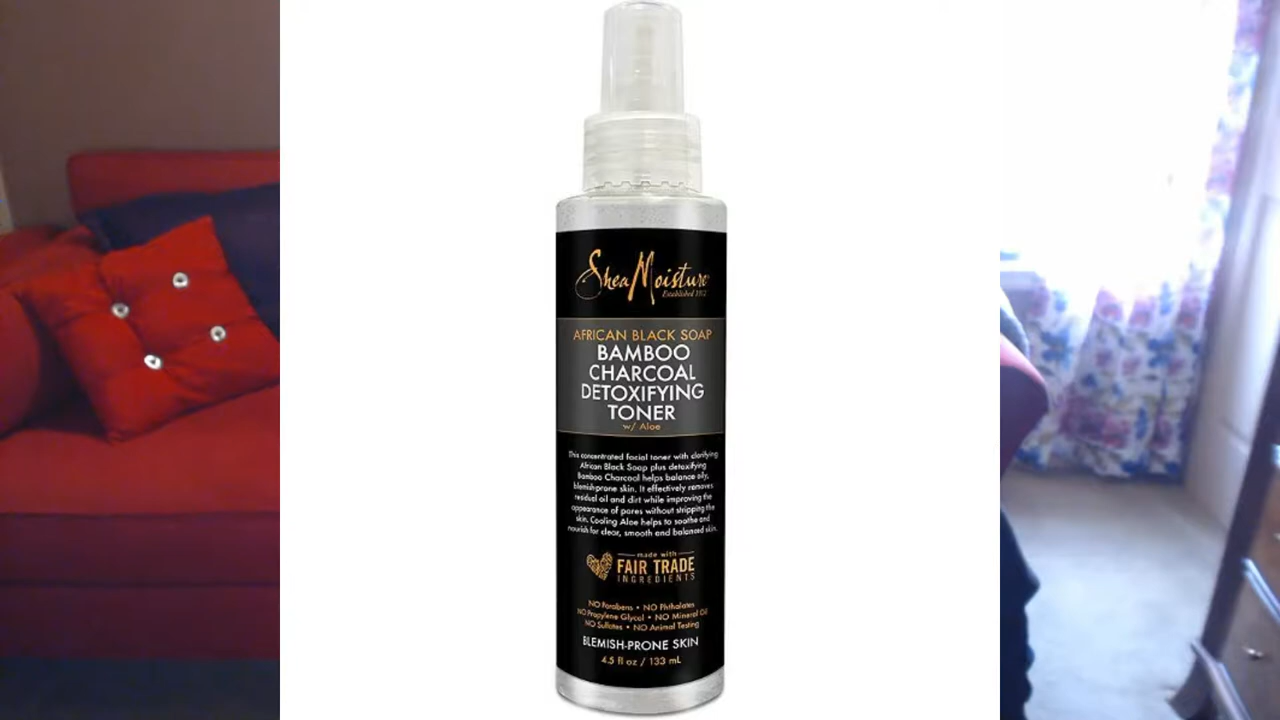 SheaMoisture
Established 1912
AFRICAN BLACK SOAP
BAMBOO
CHARCOAL
DETOXIFYING
TONER
w/ Aloe
This concentrated facial toner with clarifying
African Black Soap plus detoxifying
Bamboo Charcoal helps balance oily,
blemish-prone skin. It effectively removes
residual oil and dirt while improving the
appearance of pores without stripping the
skin. Cooling Aloe helps to soothe and
nourish for clear, smooth and balanced skin.
made with
FAIR TRADE
INGREDIENTS
NO Parabens • NO Phthalates
NO Propylene Glycol • NO Mineral Oil
NO Sulfates • NO Animal Testing
BLEMISH-PRONE SKIN
4.5 fl oz / 133 mL